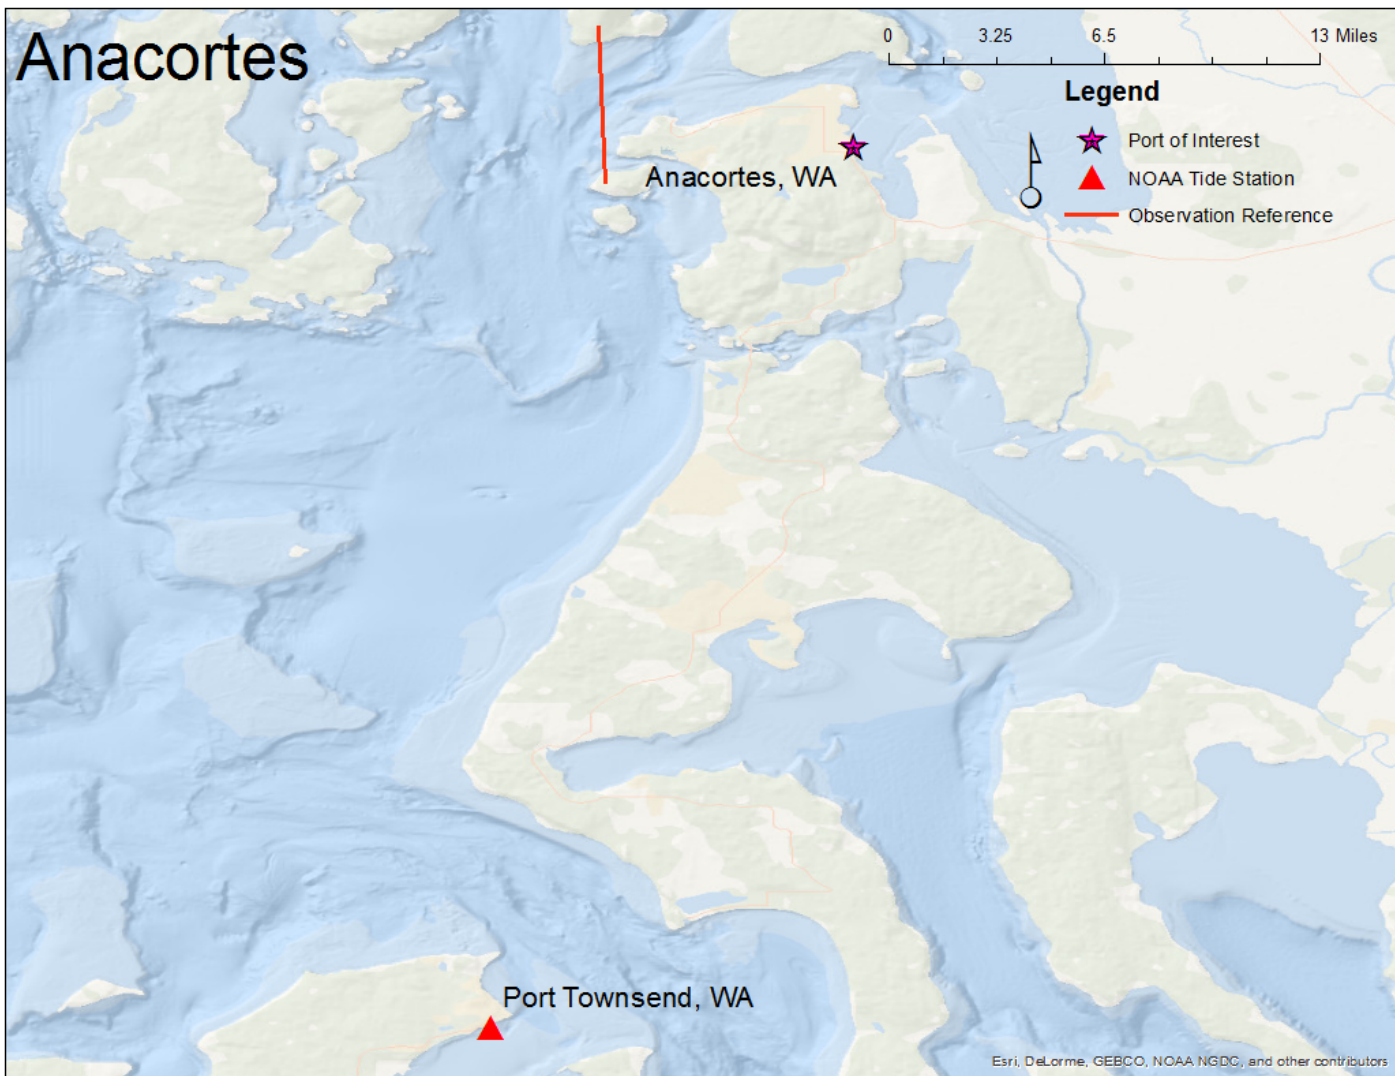 Anacortes
0 3.25 6.5 13 Miles
Legend
Port of Interest
NOAA Tide Station
Observation Reference
Anacortes, WA
Port Townsend, WA
Esri, DeLorme, GEBCO, NOAA NGDC, and other contributors